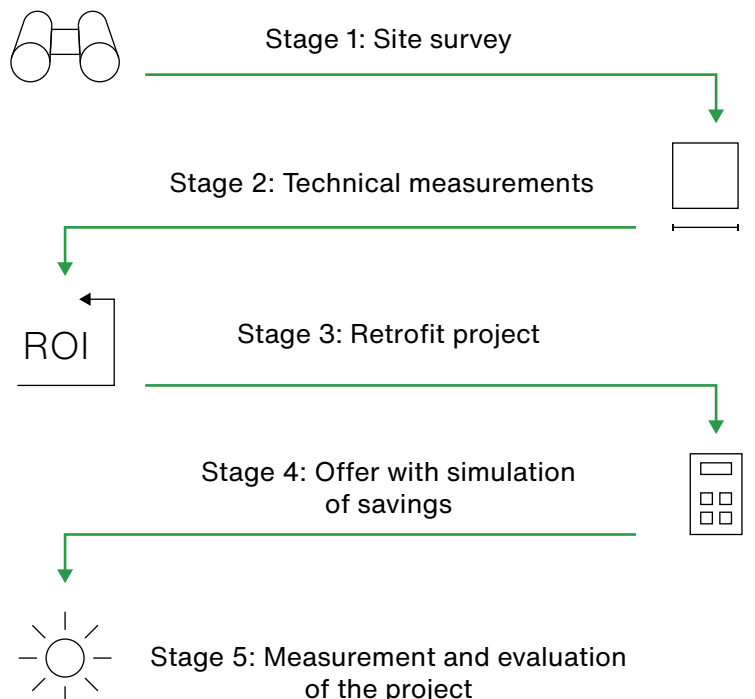 Stage 1: Site survey
Stage 2: Technical measurements
ROI
Stage 3: Retrofit project
Stage 4: Offer with simulation
of savings
Stage 5: Measurement and evaluation
of the project